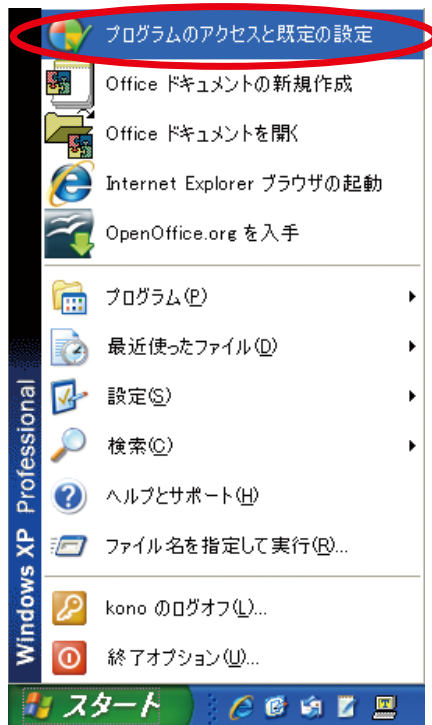 プログラムのアクセスと既定の設定
Office ドキュメントの新規作成
Office ドキュメントを開く
Internet Explorer ブラウザの起動
OpenOffice.org を入手
プログラム(P)
最近使ったファイル(D)
設定(S)
検索(C)
ヘルプとサポート(H)
ファイル名を指定して実行(R)...
kono のログオフ(L)...
終了オプション(U)...
Windows XP Professional
スタート